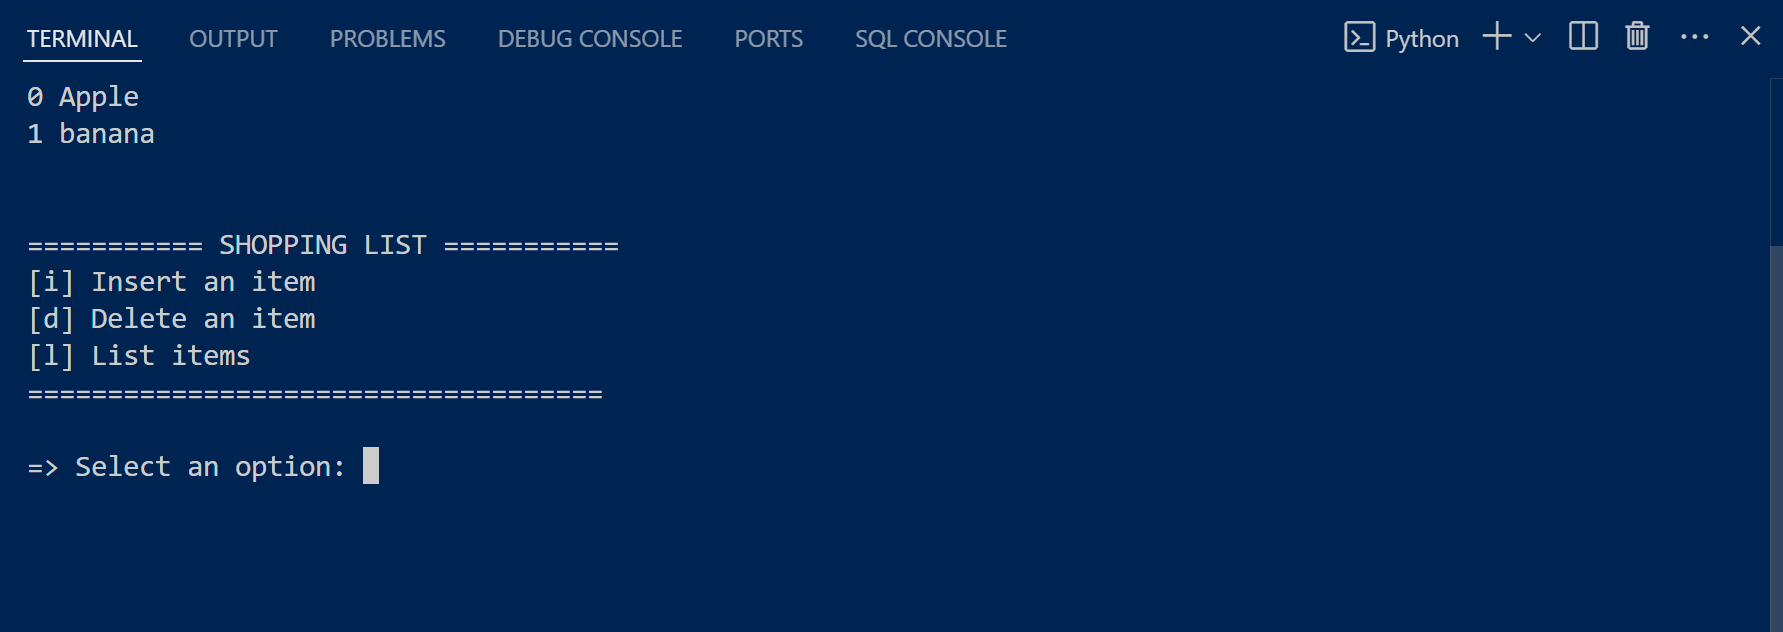 TERMINAL OUTPUT PROBLEMS DEBUG CONSOLE PORTS SQL CONSOLE Python
0 Apple
1 banana
=========== SHOPPING LIST ===========
[i] Insert an item
[d] Delete an item
[l] List items
====================================
=> Select an option: